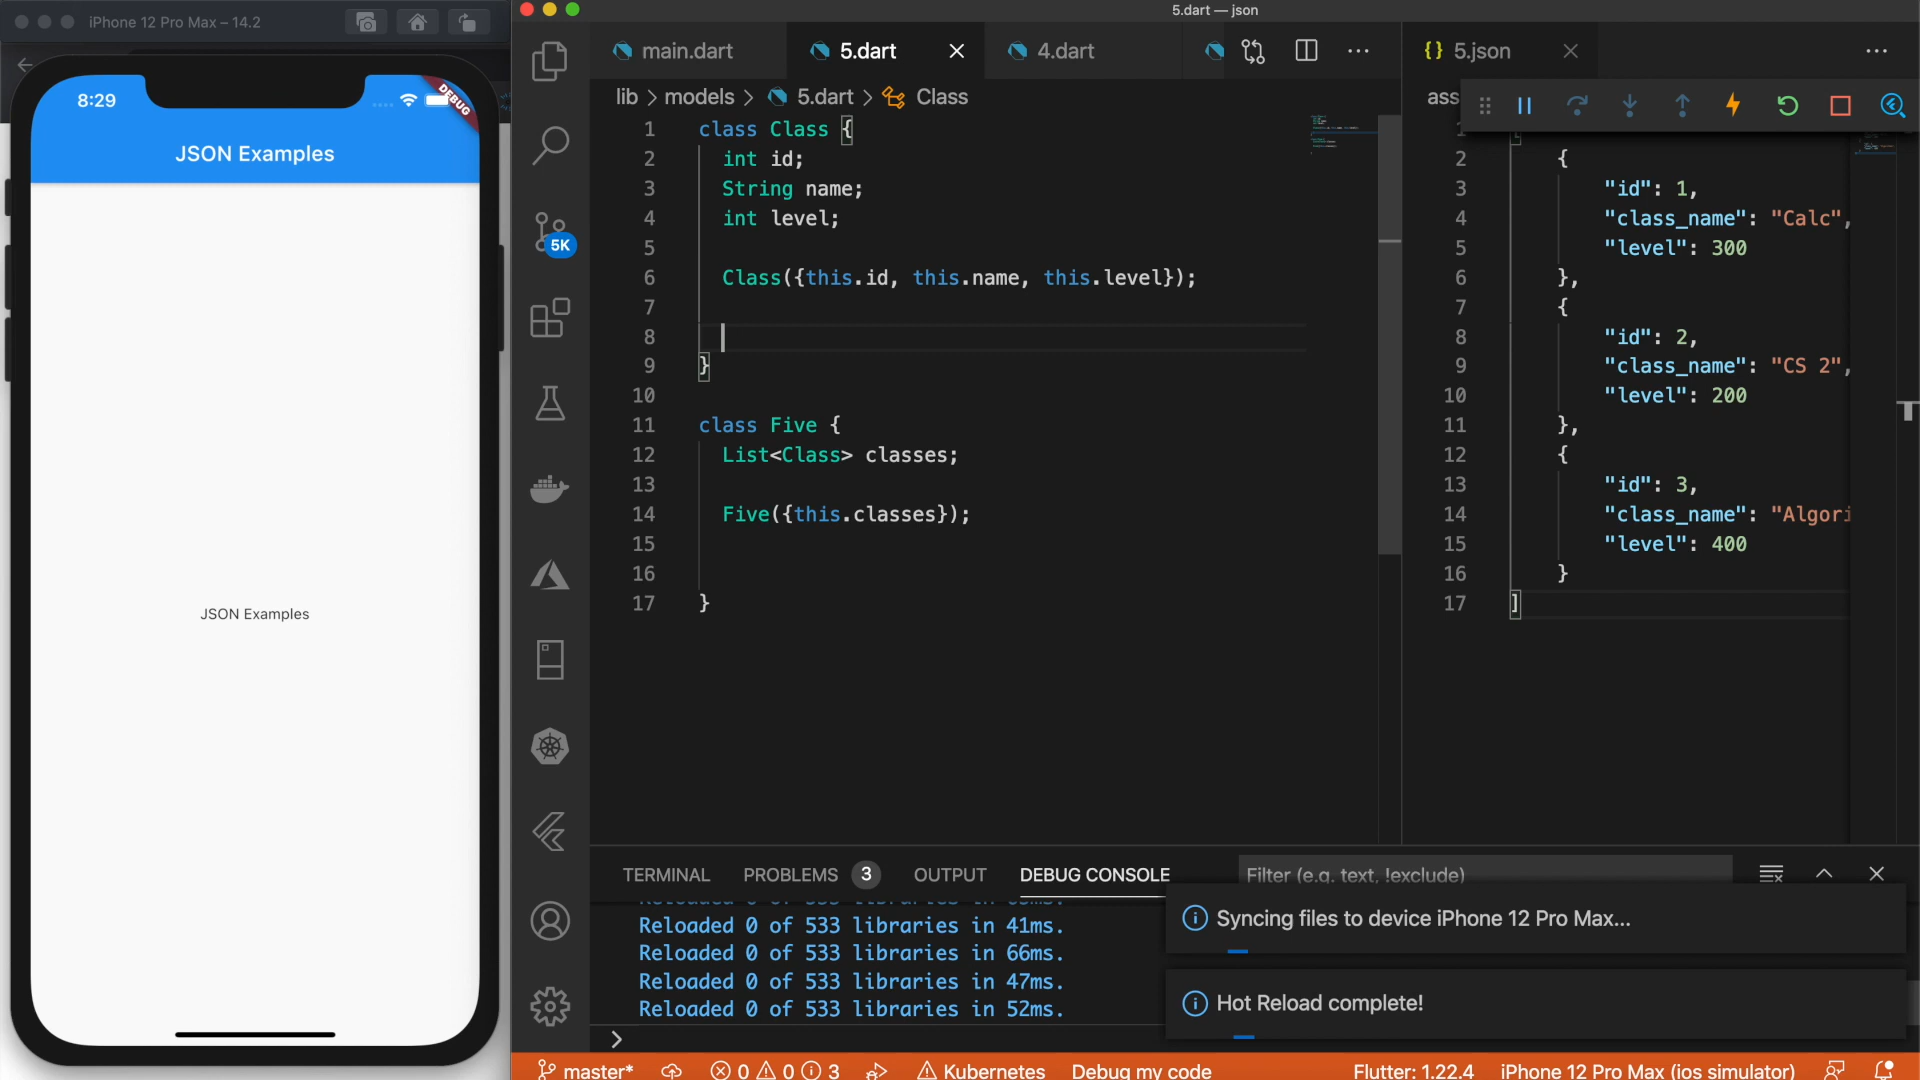 iPhone 12 Pro Max – 14.2
8:29
DEBUG
JSON Examples
JSON Examples
5.dart — json
main.dart
5.dart
4.dart
lib > models > 5.dart > Class
5K
1 class Class {
2 int id;
3 String name;
4 int level;
5
6 Class({this.id, this.name, this.level});
7
8
9 }
10
11 class Five {
12 List<Class> classes;
13
14 Five({this.classes});
15
16
17 }
{} 5.json
ass
1 [
2 {
3 "id": 1,
4 "class_name": "Calc",
5 "level": 300
6 },
7 {
8 "id": 2,
9 "class_name": "CS 2",
10 "level": 200
11 },
12 {
13 "id": 3,
14 "class_name": "Algori
15 "level": 400
16 }
17 ]
TERMINAL PROBLEMS 3 OUTPUT DEBUG CONSOLE
Filter (e.g. text, !exclude)
Reloaded 0 of 533 libraries in 41ms.
Reloaded 0 of 533 libraries in 66ms.
Reloaded 0 of 533 libraries in 47ms.
Reloaded 0 of 533 libraries in 52ms.
>
Syncing files to device iPhone 12 Pro Max...
Hot Reload complete!
master* 0 0 3 Kubernetes Debug my code Flutter: 1.22.4 iPhone 12 Pro Max (ios simulator)